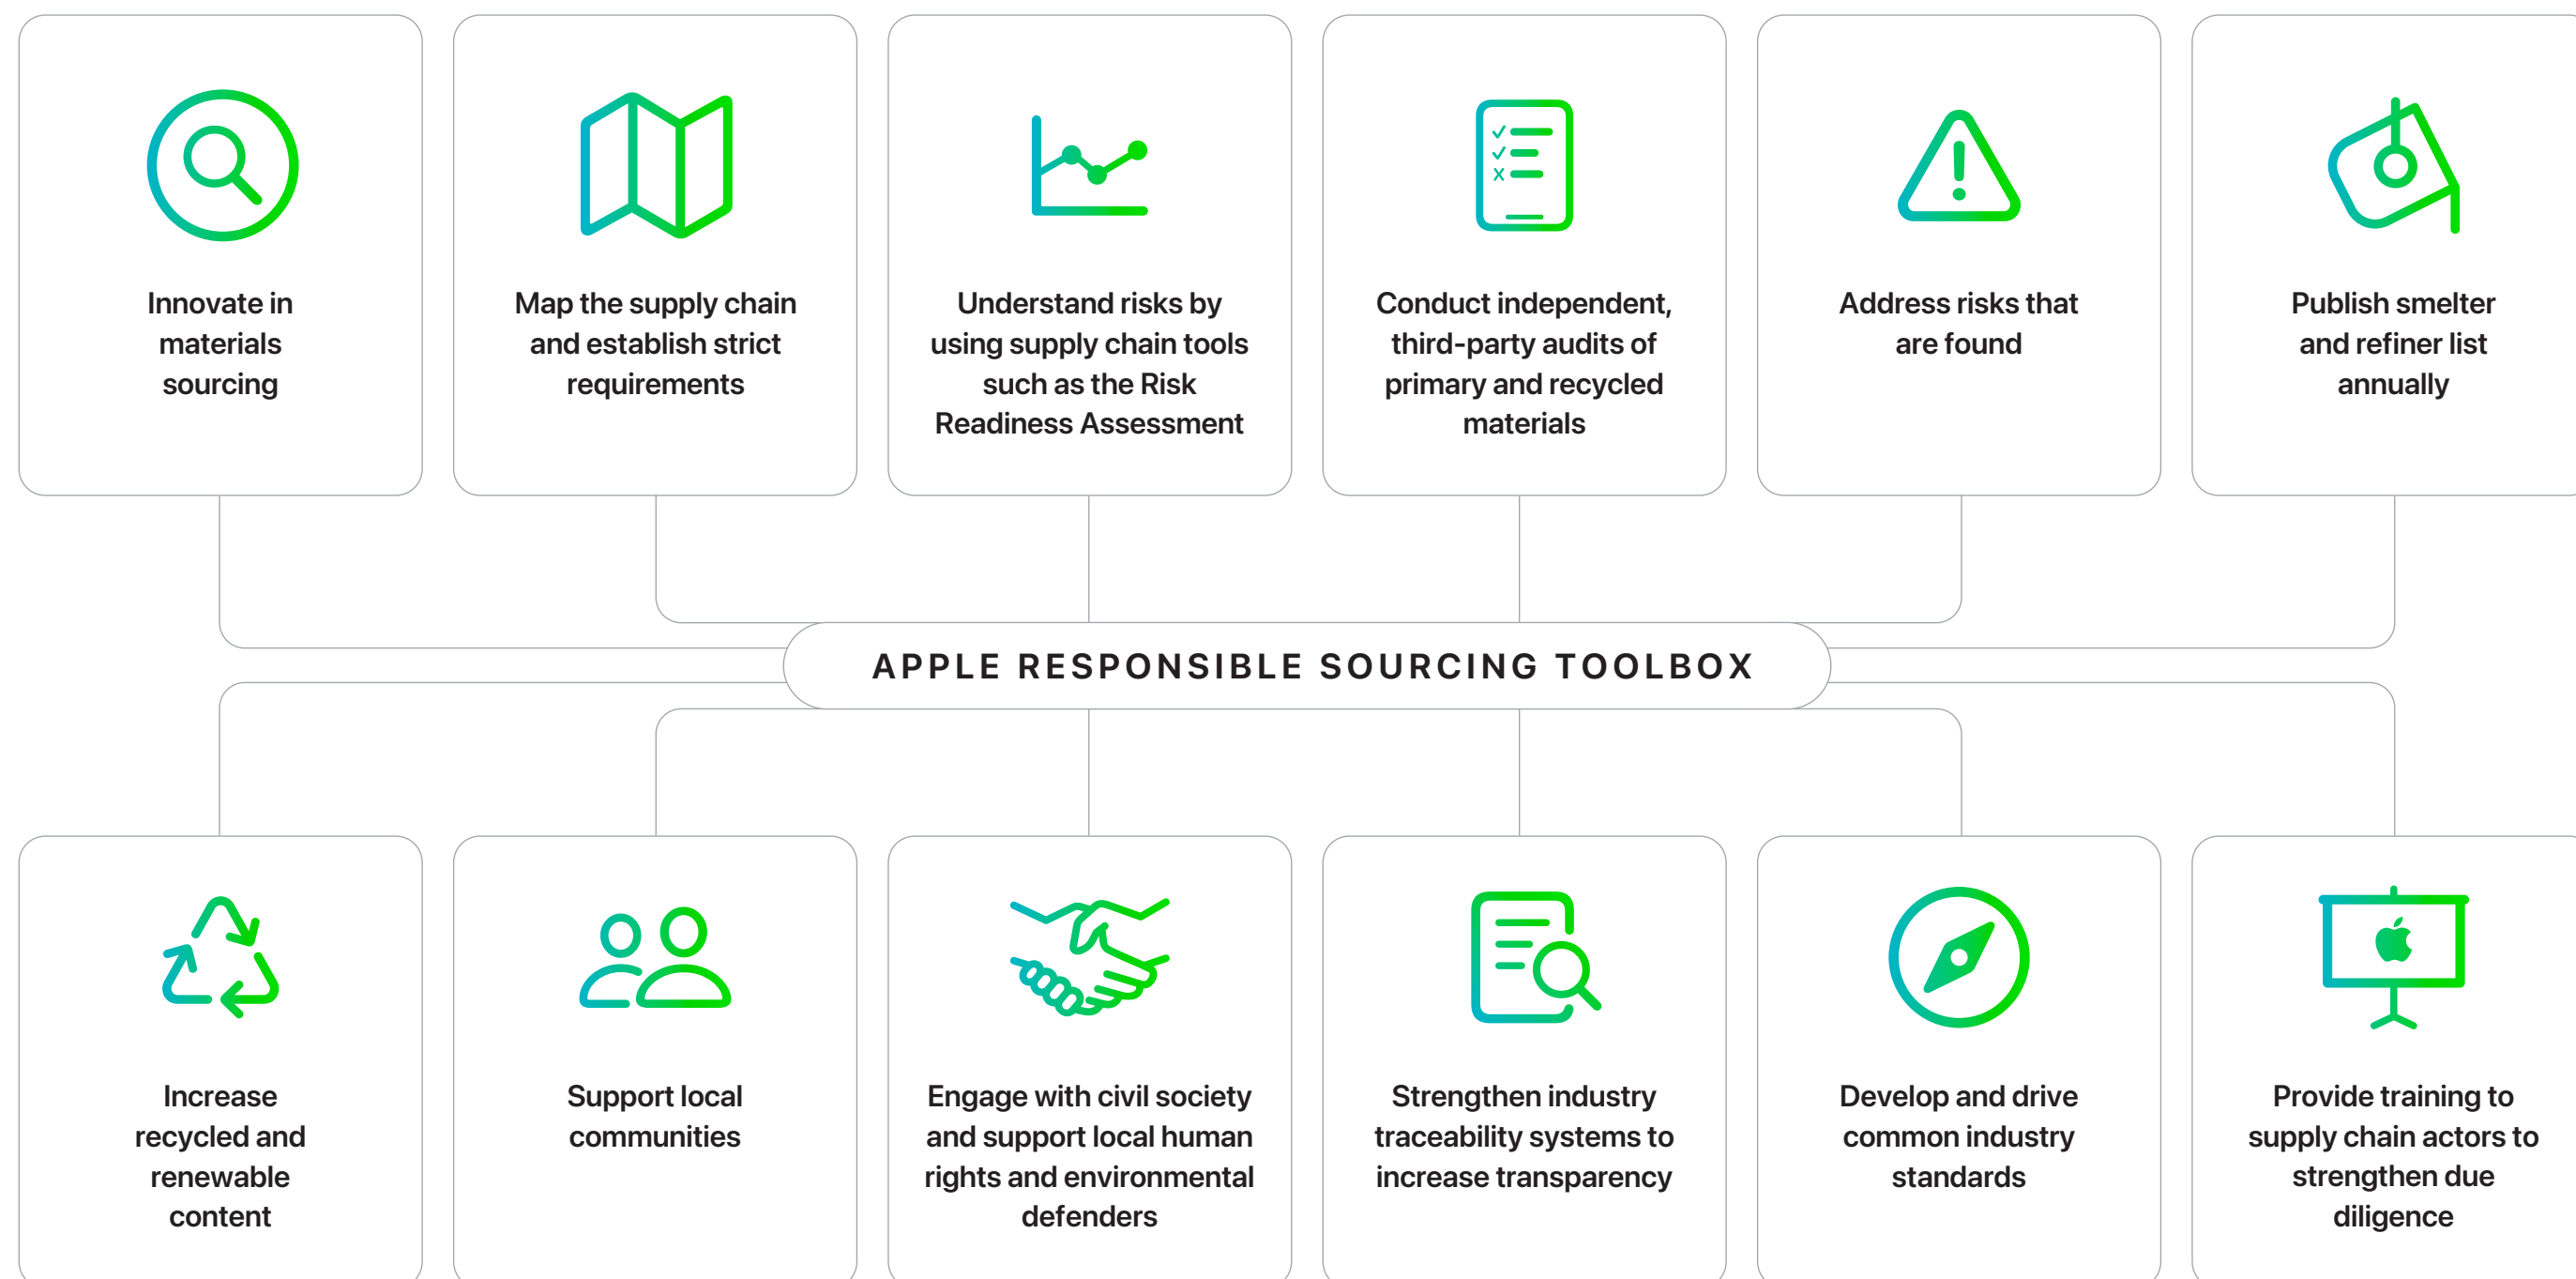 Innovate in
materials
sourcing
Map the supply chain
and establish strict
requirements
Understand risks by
using supply chain tools
such as the Risk
Readiness Assessment
Conduct independent,
third-party audits of
primary and recycled
materials
Address risks that
are found
Publish smelter
and refiner list
annually
APPLE RESPONSIBLE SOURCING TOOLBOX
Increase
recycled and
renewable
content
Support local
communities
Engage with civil society
and support local human
rights and environmental
defenders
Strengthen industry
traceability systems to
increase transparency
Develop and drive
common industry
standards
Provide training to
supply chain actors to
strengthen due
diligence